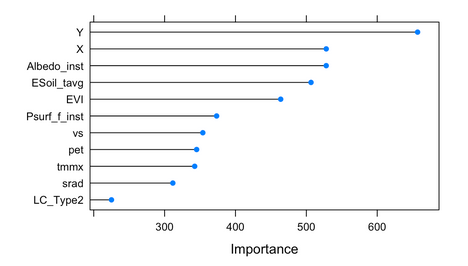 Y
X
Albedo_inst
ESoil_tavg
EVI
Psurf_f_inst
vs
pet
tmmx
srad
LC_Type2
300 400 500 600
Importance